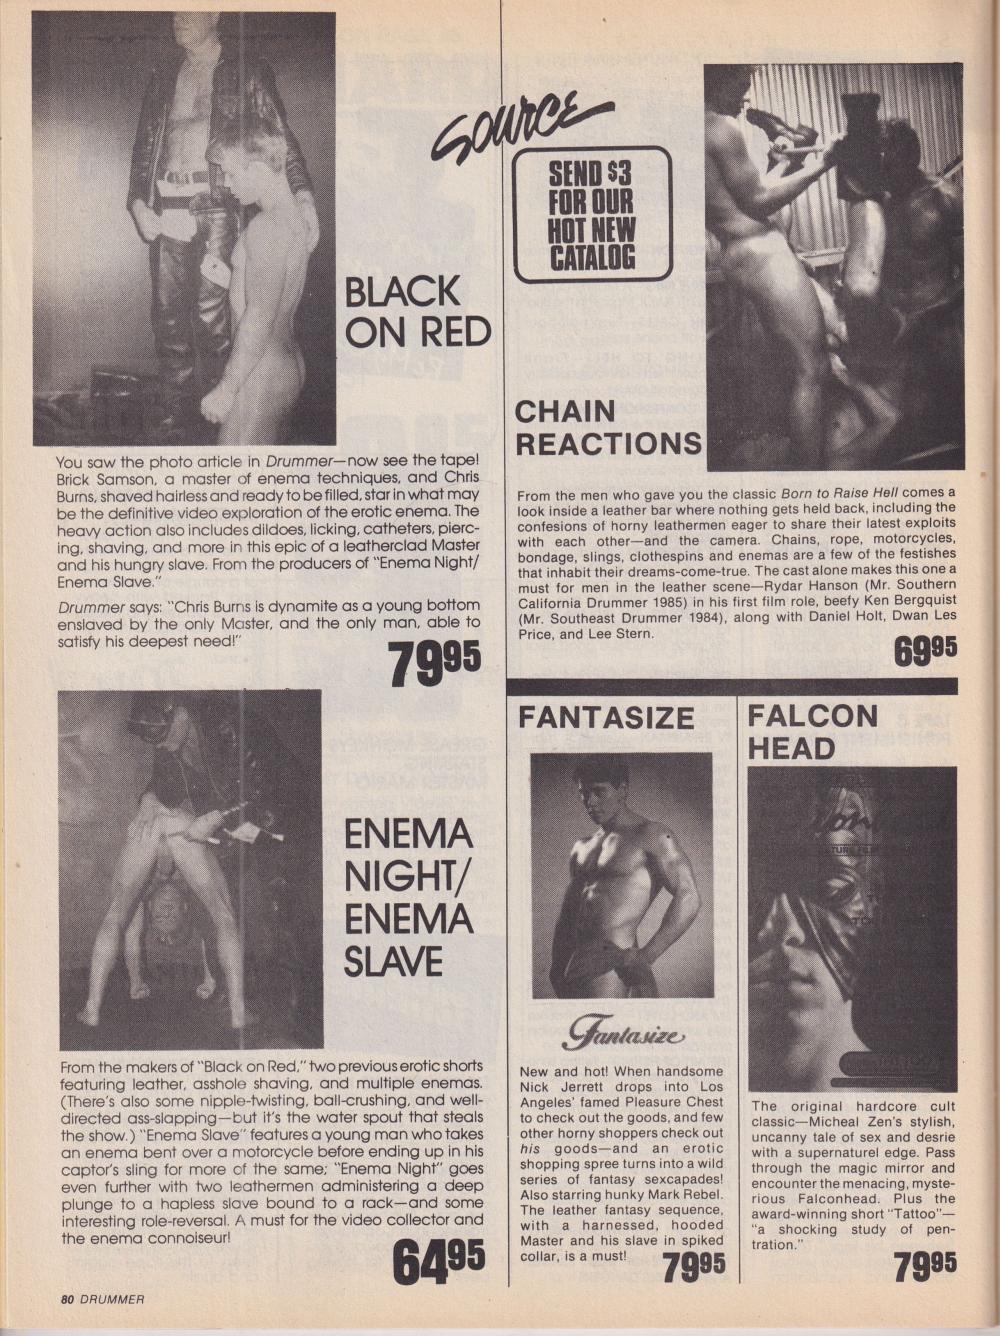 BLACK
ON RED
You saw the photo article in Drummer—now see the tape!
Brick Samson, a master of enema techniques, and Chris
Burns, shaved hairless and ready to be filled, star in what may
be the definitive video exploration of the erotic enema. The
heavy action also includes dildoes, licking, catheters, pierc-
ing, shaving, and more in this epic of a leatherclad Master
and his hungry slave. From the producers of "Enema Night/
Enema Slave."
Drummer says: "Chris Burns is dynamite as a young bottom
enslaved by the only Master, and the only man, able to
satisfy his deepest need!"
7995
ENEMA
NIGHT/
ENEMA
SLAVE
From the makers of "Black on Red," two previous erotic shorts
featuring leather, asshole shaving, and multiple enemas.
(There's also some nipple-twisting, ball-crushing, and well-
directed ass-slapping—but it's the water spout that steals
the show.) "Enema Slave" features a young man who takes
an enema bent over a motorcycle before ending up in his
captor's sling for more of the same; "Enema Night" goes
even further with two leathermen administering a deep
plunge to a hapless slave bound to a rack—and some
interesting role-reversal. A must for the video collector and
the enema connoiseur!
6495
80 DRUMMER
Source
SEND $3
FOR OUR
HOT NEW
CATALOG
CHAIN
REACTIONS
From the men who gave you the classic Born to Raise Hell comes a
look inside a leather bar where nothing gets held back, including the
confesions of horny leathermen eager to share their latest exploits
with each other—and the camera. Chains, rope, motorcycles,
bondage, slings, clothespins and enemas are a few of the festishes
that inhabit their dreams-come-true. The cast alone makes this one a
must for men in the leather scene—Rydar Hanson (Mr. Southern
California Drummer 1985) in his first film role, beefy Ken Bergquist
(Mr. Southeast Drummer 1984), along with Daniel Holt, Dwan Les
Price, and Lee Stern.
6995
FANTASIZE
Fantasize
New and hot! When handsome
Nick Jerrett drops into Los
Angeles' famed Pleasure Chest
to check out the goods, and few
other horny shoppers check out
his goods—and an erotic
shopping spree turns into a wild
series of fantasy sexcapades!
Also starring hunky Mark Rebel.
The leather fantasy sequence,
with a harnessed, hooded
Master and his slave in spiked
collar, is a must!
7995
FALCON
HEAD
The original hardcore cult
classic—Micheal Zen's stylish,
uncanny tale of sex and desrie
with a supernaturel edge. Pass
through the magic mirror and
encounter the menacing, myste-
rious Falconhead. Plus the
award-winning short "Tattoo"—
"a shocking study of pen-
tration."
7995